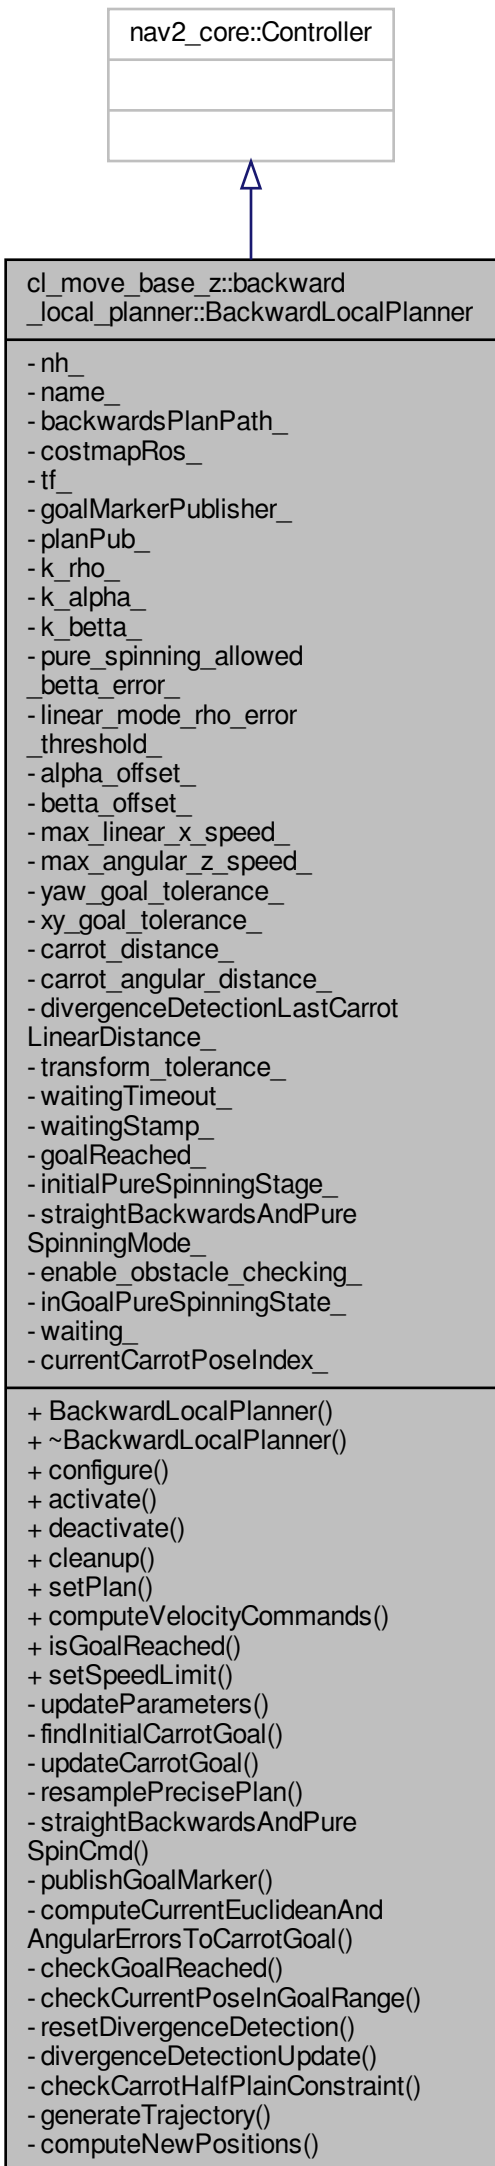 nav2_core::Controller
cl_move_base_z::backward
_local_planner::BackwardLocalPlanner
- nh_
- name_
- backwardsPlanPath_
- costmapRos_
- tf_
- goalMarkerPublisher_
- planPub_
- k_rho_
- k_alpha_
- k_betta_
- pure_spinning_allowed
_betta_error_
- linear_mode_rho_error
_threshold_
- alpha_offset_
- betta_offset_
- max_linear_x_speed_
- max_angular_z_speed_
- yaw_goal_tolerance_
- xy_goal_tolerance_
- carrot_distance_
- carrot_angular_distance_
- divergenceDetectionLastCarrot
LinearDistance_
- transform_tolerance_
- waitingTimeout_
- waitingStamp_
- goalReached_
- initialPureSpinningStage_
- straightBackwardsAndPure
SpinningMode_
- enable_obstacle_checking_
- inGoalPureSpinningState_
- waiting_
- currentCarrotPoseIndex_
+ BackwardLocalPlanner()
+ ~BackwardLocalPlanner()
+ configure()
+ activate()
+ deactivate()
+ cleanup()
+ setPlan()
+ computeVelocityCommands()
+ isGoalReached()
+ setSpeedLimit()
- updateParameters()
- findInitialCarrotGoal()
- updateCarrotGoal()
- resamplePrecisePlan()
- straightBackwardsAndPure
SpinCmd()
- publishGoalMarker()
- computeCurrentEuclideanAnd
AngularErrorsToCarrotGoal()
- checkGoalReached()
- checkCurrentPoseInGoalRange()
- resetDivergenceDetection()
- divergenceDetectionUpdate()
- checkCarrotHalfPlainConstraint()
- generateTrajectory()
- computeNewPositions()